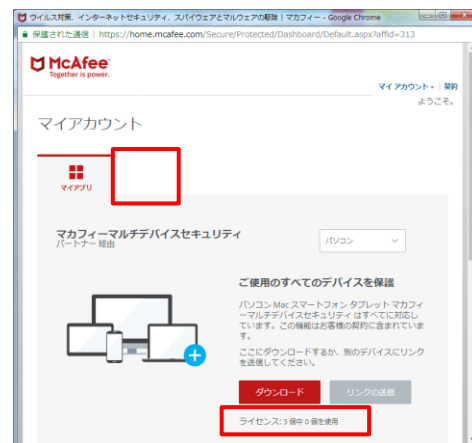 ウイルス対策、インターネットセキュリティ、スパイウェアとマルウェアの駆除 | マカフィー - Google Chrome
保護された通信 | https://home.mcafee.com/Secure/Protected/Dashboard/Default.aspx?affid=313
McAfee
Together is power.
マイ アカウント | 契約
ようこそ。
マイアカウント
マイアプリ
マカフィーマルチデバイスセキュリティ
パートナー 経由
パソコン
ご使用のすべてのデバイスを保護
パソコン Mac スマートフォン タブレット マカフィ
ーマルチデバイスセキュリティ はすべてに対応し
ています。この機能はお客様の契約に含まれていま
す。
ここにダウンロードするか、別のデバイスにリンク
を送信してください。
ダウンロード
リンクの送信
ライセンス: 3 個中 0 個を使用